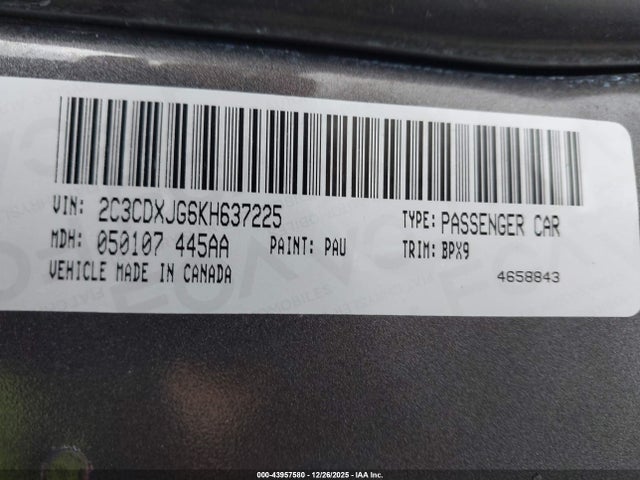 VIN: 2C3CDXJG6KH637225 TYPE: PASSENGER CAR
MDH: 050107 445AA PAINT: PAU TRIM: BPX9
VEHICLE MADE IN CANADA 4658843
000-43957580 - 12/26/2025 - IAA Inc.